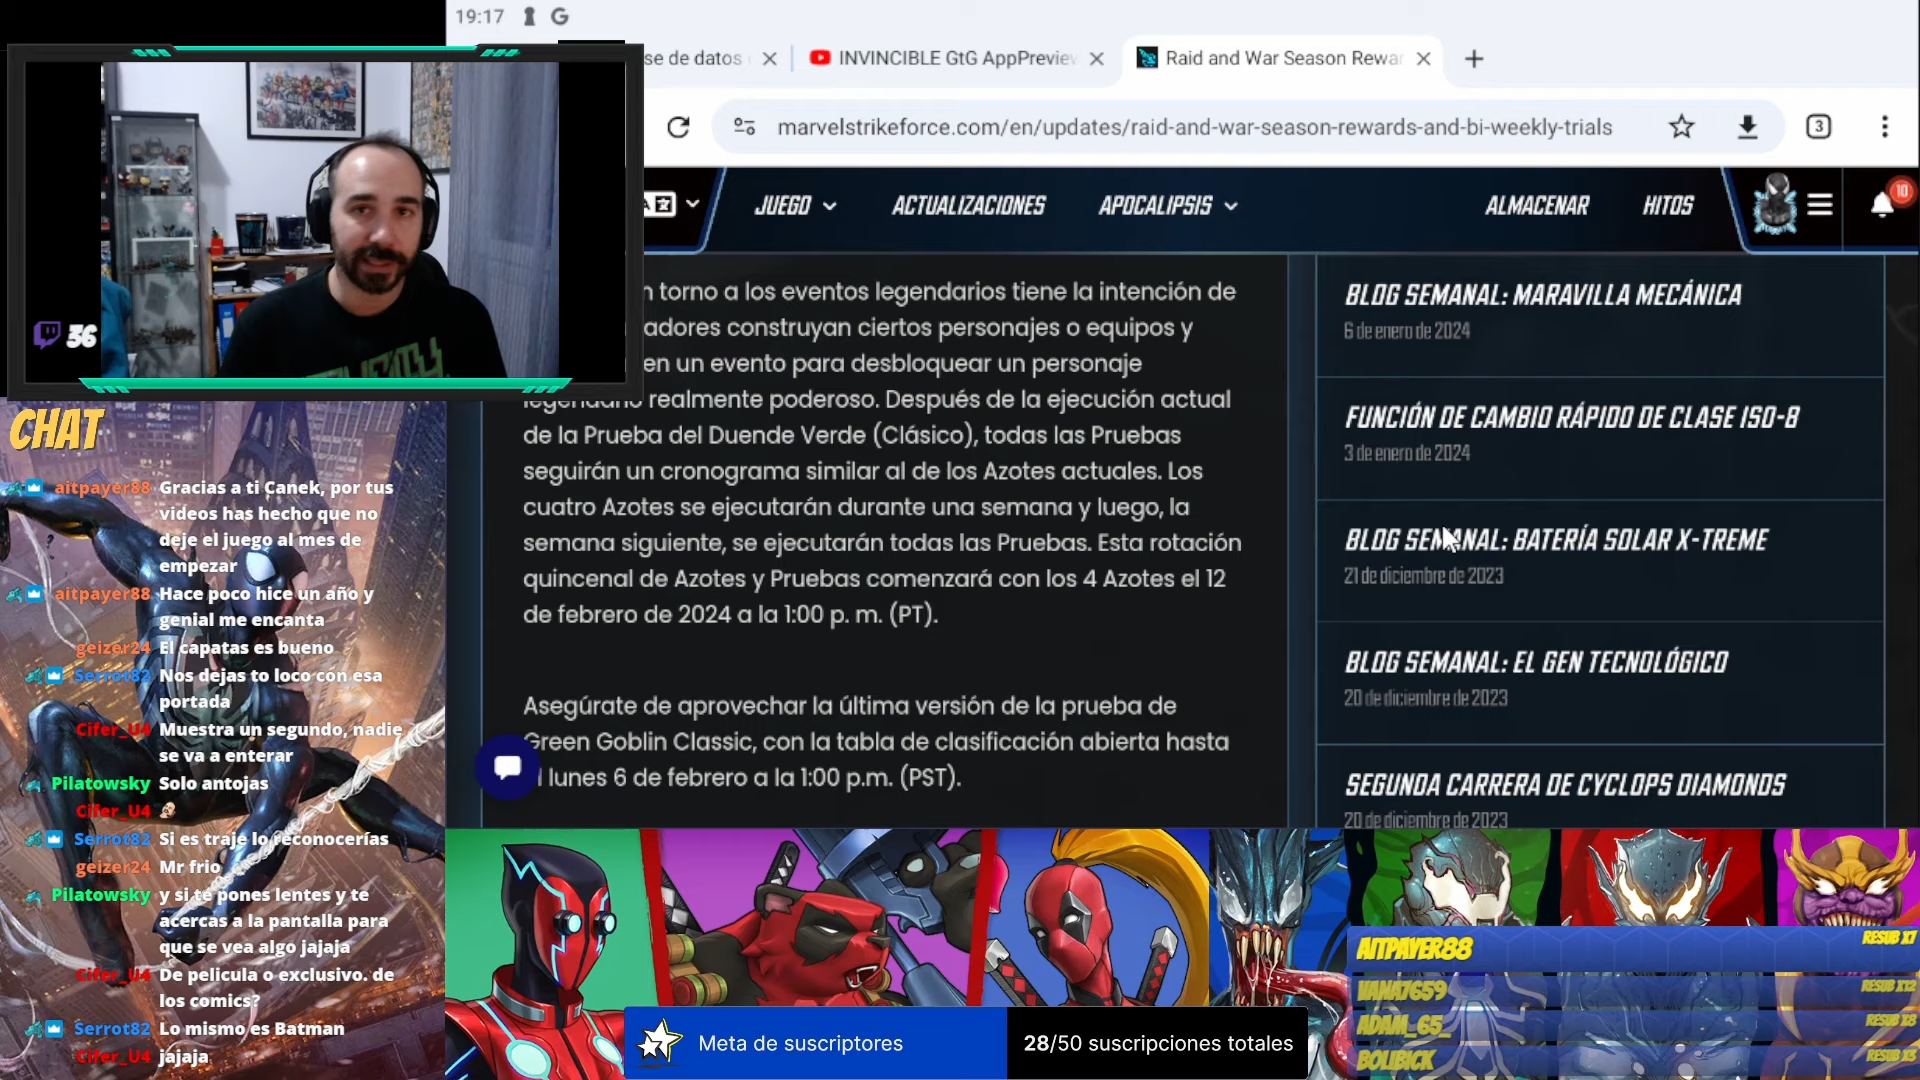 19:17
se de datos
INVINCIBLE GtG AppPreview
Raid and War Season Rewar
marvelstrikeforce.com/en/updates/raid-and-war-season-rewards-and-bi-weekly-trials
3
JUEGO
ACTUALIZACIONES
APOCALIPSIS
ALMACENAR
HITOS
10
36
n torno a los eventos legendarios tiene la intención de
adores construyan ciertos personajes o equipos y
en un evento para desbloquear un personaje
legendario realmente poderoso. Después de la ejecución actual
de la Prueba del Duende Verde (Clásico), todas las Pruebas
seguirán un cronograma similar al de los Azotes actuales. Los
cuatro Azotes se ejecutarán durante una semana y luego, la
semana siguiente, se ejecutarán todas las Pruebas. Esta rotación
quincenal de Azotes y Pruebas comenzará con los 4 Azotes el 12
de febrero de 2024 a la 1:00 p. m. (PT).
Asegúrate de aprovechar la última versión de la prueba de
Green Goblin Classic, con la tabla de clasificación abierta hasta
l lunes 6 de febrero a la 1:00 p.m. (PST).
BLOG SEMANAL: MARAVILLA MECÁNICA
6 de enero de 2024
FUNCIÓN DE CAMBIO RÁPIDO DE CLASE ISO-8
3 de enero de 2024
BLOG SEMANAL: BATERÍA SOLAR X-TREME
21 de diciembre de 2023
BLOG SEMANAL: EL GEN TECNOLÓGICO
20 de diciembre de 2023
SEGUNDA CARRERA DE CYCLOPS DIAMONDS
20 de diciembre de 2023
CHAT
aitpayer88 Gracias a ti Canek, por tus
videos has hecho que no
deje el juego al mes de
empezar
aitpayer88 Hace poco hice un año y
genial me encanta
geizer24 El capatas es bueno
Serrot82 Nos dejas to loco con esa
portada
Cifer_U4 Muestra un segundo, nadie
se va a enterar
Pilatowsky Solo antojas
Cifer_U4
Serrot82 Si es traje lo reconocerías
geizer24 Mr frio
Pilatowsky y si te pones lentes y te
acercas a la pantalla para
que se vea algo jajaja
Cifer_U4 De pelicula o exclusivo. de
los comics?
Serrot82 Lo mismo es Batman
Cifer_U4 jajaja
Meta de suscriptores
28/50 suscripciones totales
AITPAYER88 RESUB X7
VANA7659 RESUB X12
ADAM_65_ RESUB X8
BOLIBICK RESUB X3